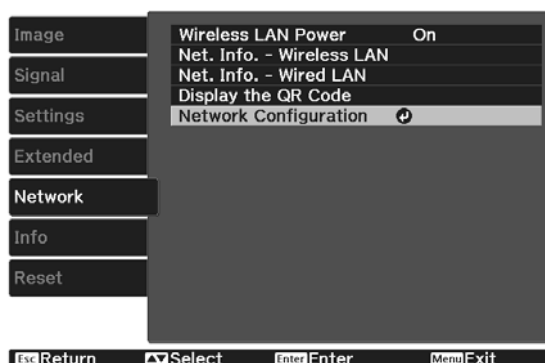 Image
Signal
Settings
Extended
Network
Info
Reset
Wireless LAN Power On
Net. Info. - Wireless LAN
Net. Info. - Wired LAN
Display the QR Code
Network Configuration
Esc Return Select Enter Enter Menu Exit